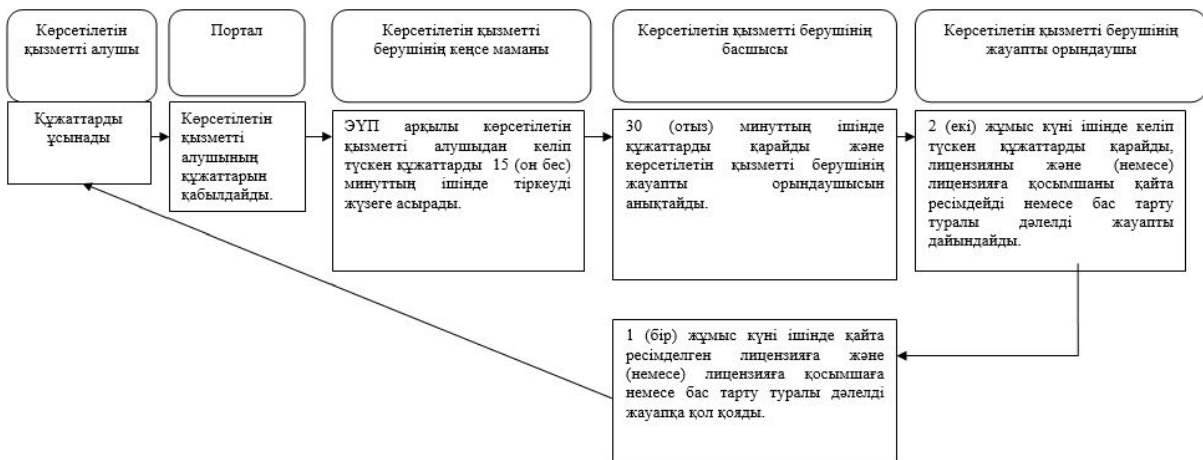 Көрсетілетін
қызметті алушы
Портал
Көрсетілетін қызметті
берушінің кеңсе маманы
Көрсетілетін қызметті берушінің
басшысы
Көрсетілетін қызметті берушінің
жауапты орындаушы
Құжаттарды
ұсынады
Көрсетілетін
қызметті
алушының
құжаттарын
қабылдайды.
ЭҮП арқылы көрсетілетін
қызметті алушыдан келіп
түскен құжаттарды 15 (он бес)
минуттың ішінде тіркеуді
жүзеге асырады.
30 (отыз) минуттың ішінде
құжаттарды қарайды және
көрсетілетін қызметті берушінің
жауапты орындаушысын
анықтайды.
2 (екі) жұмыс күні ішінде келіп
түскен құжаттарды қарайды,
лицензияны және (немесе)
лицензияға қосымшаны қайта
ресімдейді немесе бас тарту
туралы дәлелді жауапты
дайындайды.
1 (бір) жұмыс күні ішінде қайта
ресімделген лицензияға және
(немесе) лицензияға қосымшаға
немесе бас тарту туралы дәлелді
жауапқа қол қояды.